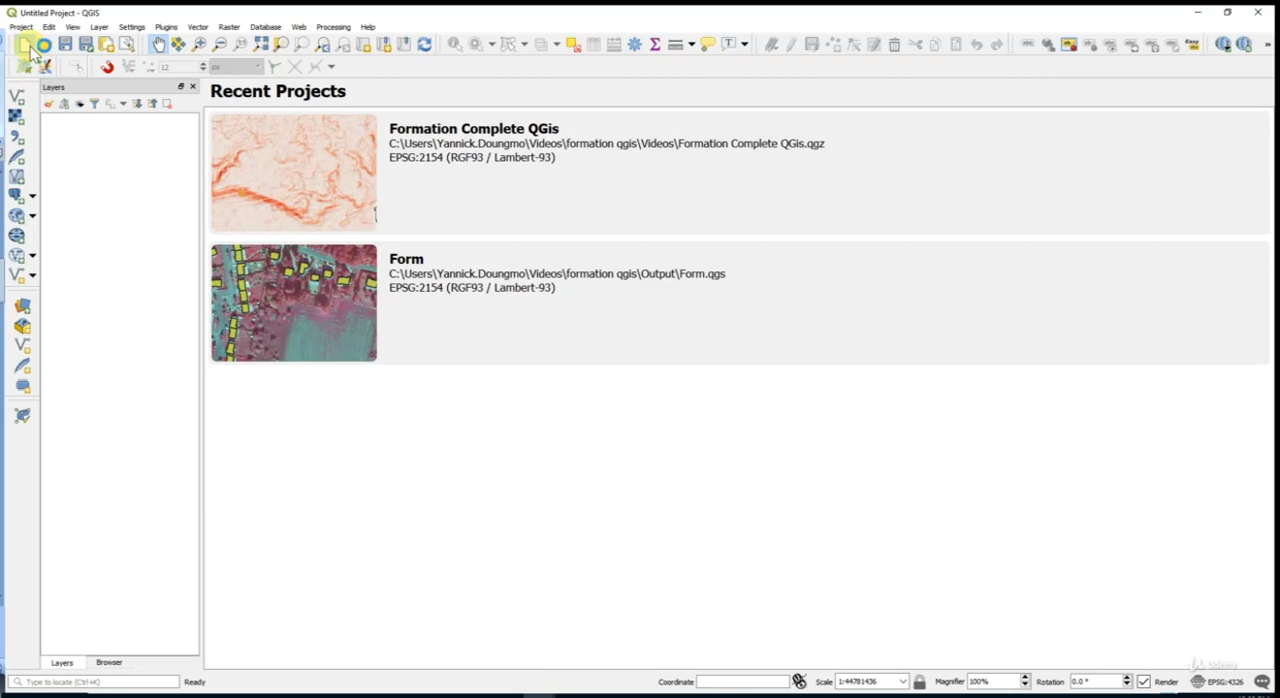 Untitled Project - QGIS
Project Edit View Layer Settings Plugins Vector Raster Database Web Processing Help
12 px
Layers
Recent Projects
Formation Complete QGis
C:\Users\Yannick.Doungmo\Videos\formation qgis\Videos\Formation Complete QGis.qgz
EPSG:2154 (RGF93 / Lambert-93)
Form
C:\Users\Yannick.Doungmo\Videos\formation qgis\Output\Form.qgs
EPSG:2154 (RGF93 / Lambert-93)
Layers Browser
Udemy
Type to locate (Ctrl+K) Ready Coordinate Scale 1:44781436 Magnifier 100% Rotation 0.0 ° Render EPSG:4326